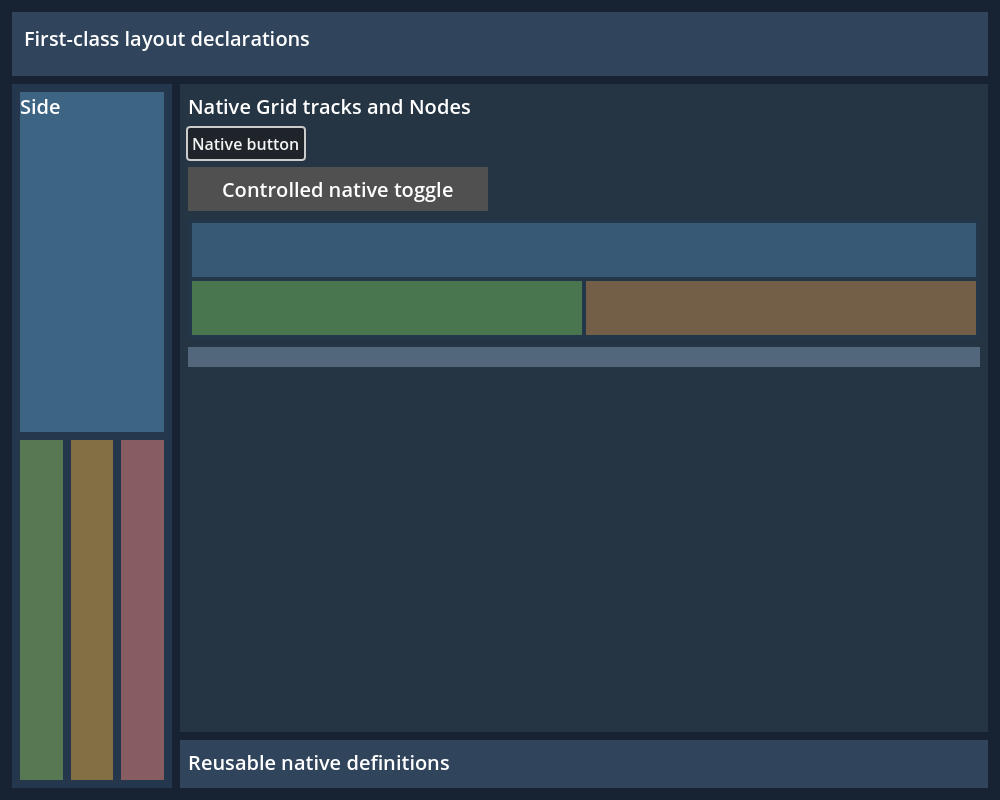 First-class layout declarations
Side
Native Grid tracks and Nodes
Native button
Controlled native toggle
Reusable native definitions